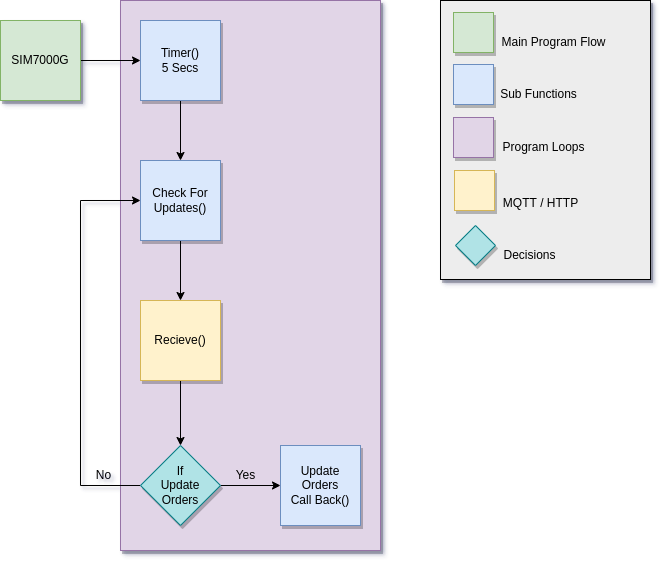 SIM7000G
Timer()
5 Secs
Check For
Updates()
Recieve()
If
Update
Orders
No
Yes
Update
Orders
Call Back()
Main Program Flow
Sub Functions
Program Loops
MQTT / HTTP
Decisions